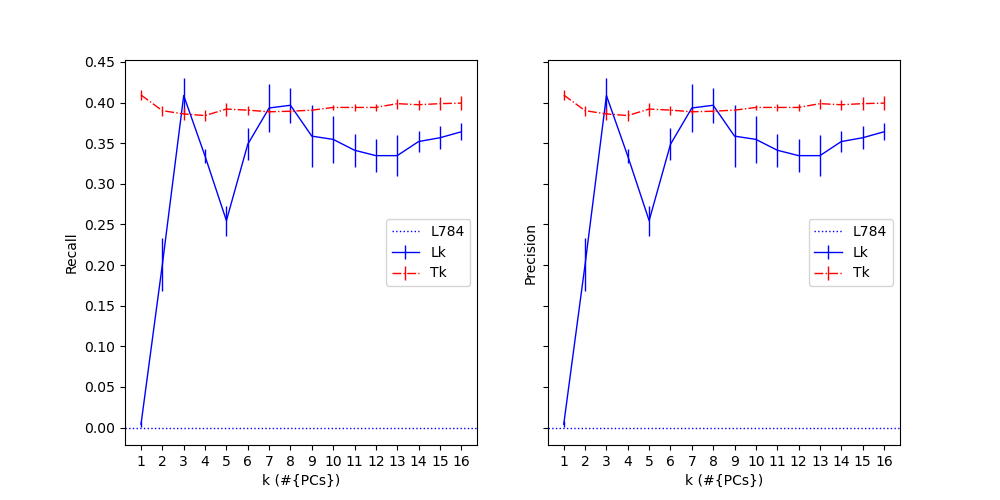 0.45
0.40
0.35
0.30
0.25
0.20
0.15
0.10
0.05
0.00
Recall
L784
Lk
Tk
1 2 3 4 5 6 7 8 9 10 11 12 13 14 15 16
k (#{PCs})
Precision
L784
Lk
Tk
1 2 3 4 5 6 7 8 9 10 11 12 13 14 15 16
k (#{PCs})